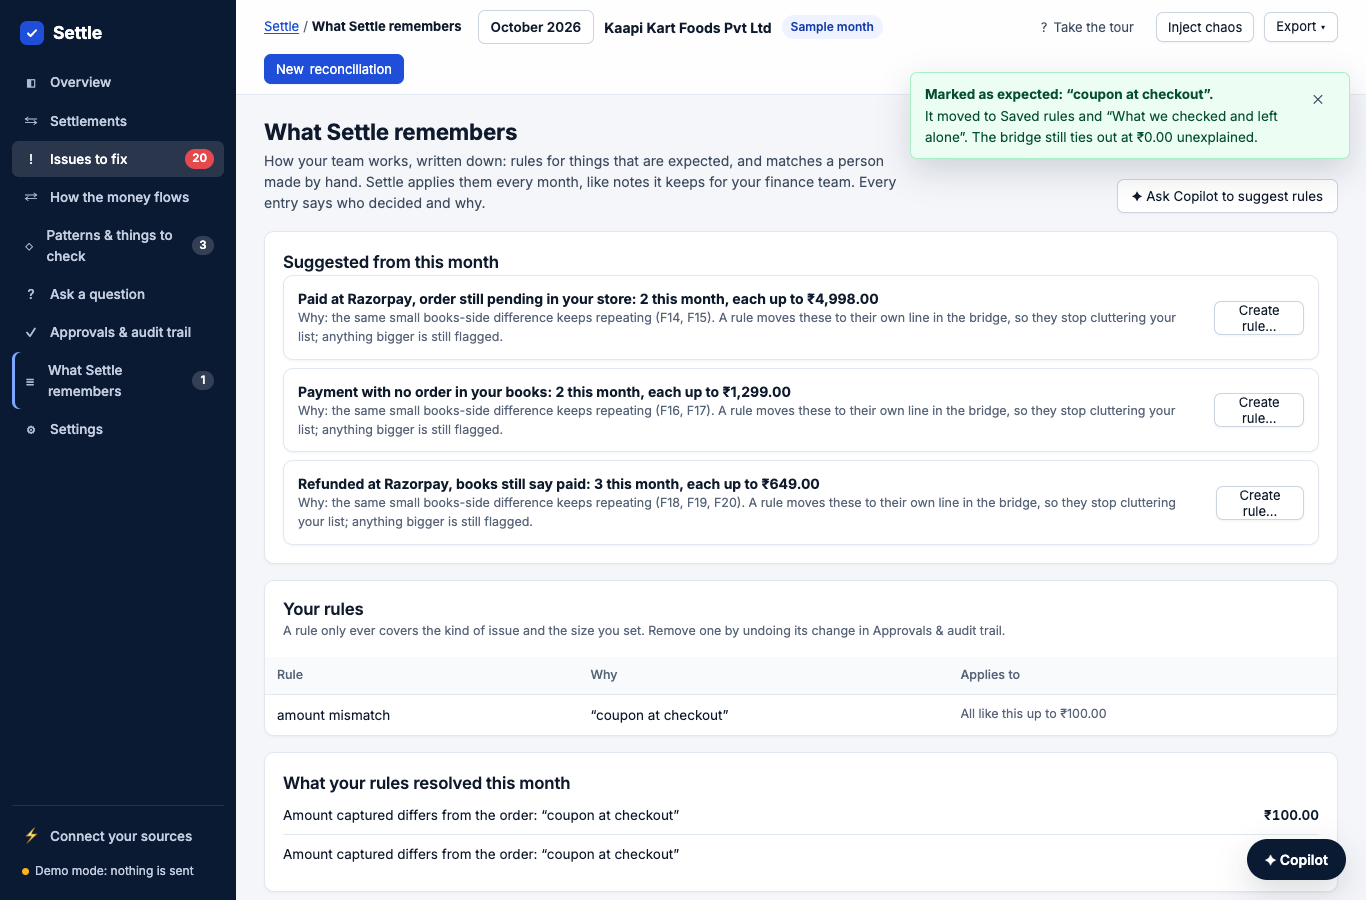 Settle
Overview
Settlements
Issues to fix 20
How the money flows
Patterns & things to check 3
Ask a question
Approvals & audit trail
What Settle remembers 1
Settings
Connect your sources
Demo mode: nothing is sent
Settle / What Settle remembers
October 2026
Kaapi Kart Foods Pvt Ltd
Sample month
? Take the tour
Inject chaos
Export
New reconciliation
Marked as expected: “coupon at checkout”.
It moved to Saved rules and “What we checked and left
alone”. The bridge still ties out at ₹0.00 unexplained.
What Settle remembers
How your team works, written down: rules for things that are expected, and matches a person
made by hand. Settle applies them every month, like notes it keeps for your finance team. Every
entry says who decided and why.
Ask Copilot to suggest rules
Suggested from this month
Paid at Razorpay, order still pending in your store: 2 this month, each up to ₹4,998.00
Why: the same small books-side difference keeps repeating (F14, F15). A rule moves these to their own line in the bridge, so they stop cluttering your
list; anything bigger is still flagged.
Create
rule...
Payment with no order in your books: 2 this month, each up to ₹1,299.00
Why: the same small books-side difference keeps repeating (F16, F17). A rule moves these to their own line in the bridge, so they stop cluttering your
list; anything bigger is still flagged.
Create
rule...
Refunded at Razorpay, books still say paid: 3 this month, each up to ₹649.00
Why: the same small books-side difference keeps repeating (F18, F19, F20). A rule moves these to their own line in the bridge, so they stop cluttering
your list; anything bigger is still flagged.
Create
rule...
Your rules
A rule only ever covers the kind of issue and the size you set. Remove one by undoing its change in Approvals & audit trail.
Rule Why Applies to
amount mismatch “coupon at checkout” All like this up to ₹100.00
What your rules resolved this month
Amount captured differs from the order: “coupon at checkout” ₹100.00
Amount captured differs from the order: “coupon at checkout”
Copilot